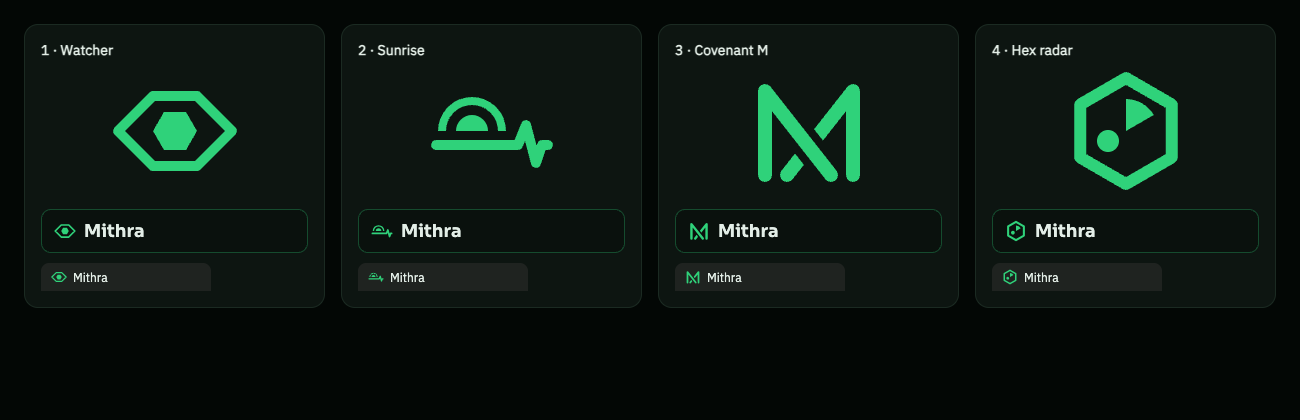 1 · Watcher
Mithra
Mithra
2 · Sunrise
Mithra
Mithra
3 · Covenant M
Mithra
Mithra
4 · Hex radar
Mithra
Mithra